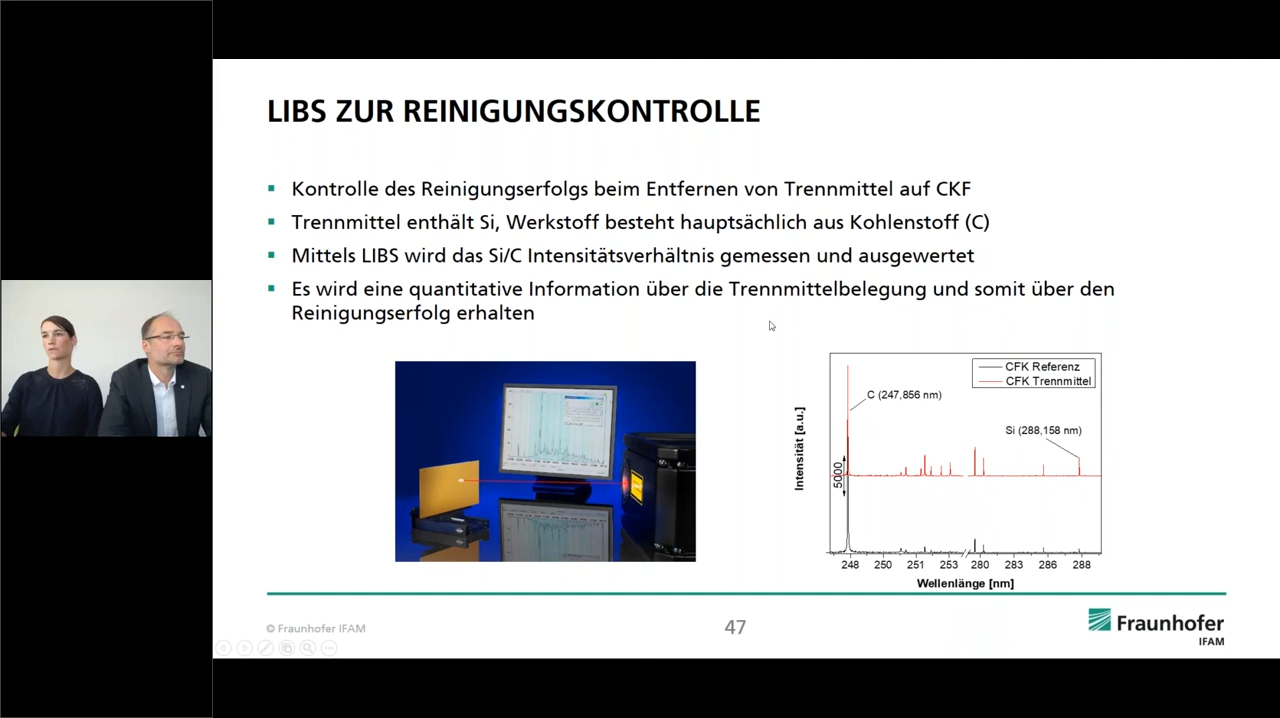 LIBS ZUR REINIGUNGSKONTROLLE
Kontrolle des Reinigungserfolgs beim Entfernen von Trennmittel auf CKF
Trennmittel enthält Si, Werkstoff besteht hauptsächlich aus Kohlenstoff (C)
Mittels LIBS wird das Si/C Intensitätsverhältnis gemessen und ausgewertet
Es wird eine quantitative Information über die Trennmittelbelegung und somit über den
Reinigungserfolg erhalten
CFK Referenz
CFK Trennmittel
C (247,856 nm)
Si (288,158 nm)
Intensität [a.u.]
5000
248 250 251 253 280 283 286 288
Wellenlänge [nm]
© Fraunhofer IFAM
47
Fraunhofer
IFAM